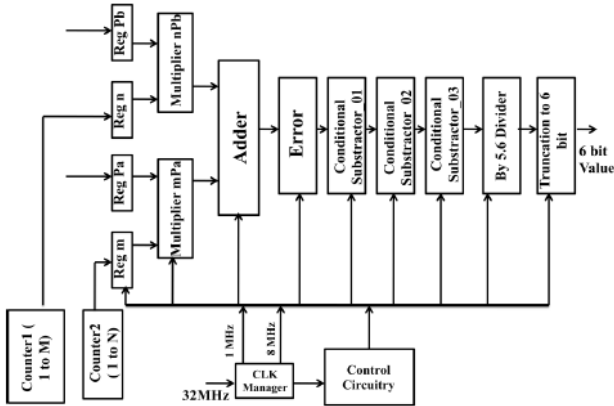 Reg Pb
Multiplier nPb
Reg n
Reg Pa
Multiplier mPa
Reg m
Adder
Error
Conditional
Substractor_01
Conditional
Substractor_02
Conditional
Substractor_03
By 5.6 Divider
Truncation to 6
bit
6 bit
Value
Counter1 (
1 to M)
Counter2
( 1 to N)
1 MHz
8 MHz
32MHz
CLK
Manager
Control
Circuitry